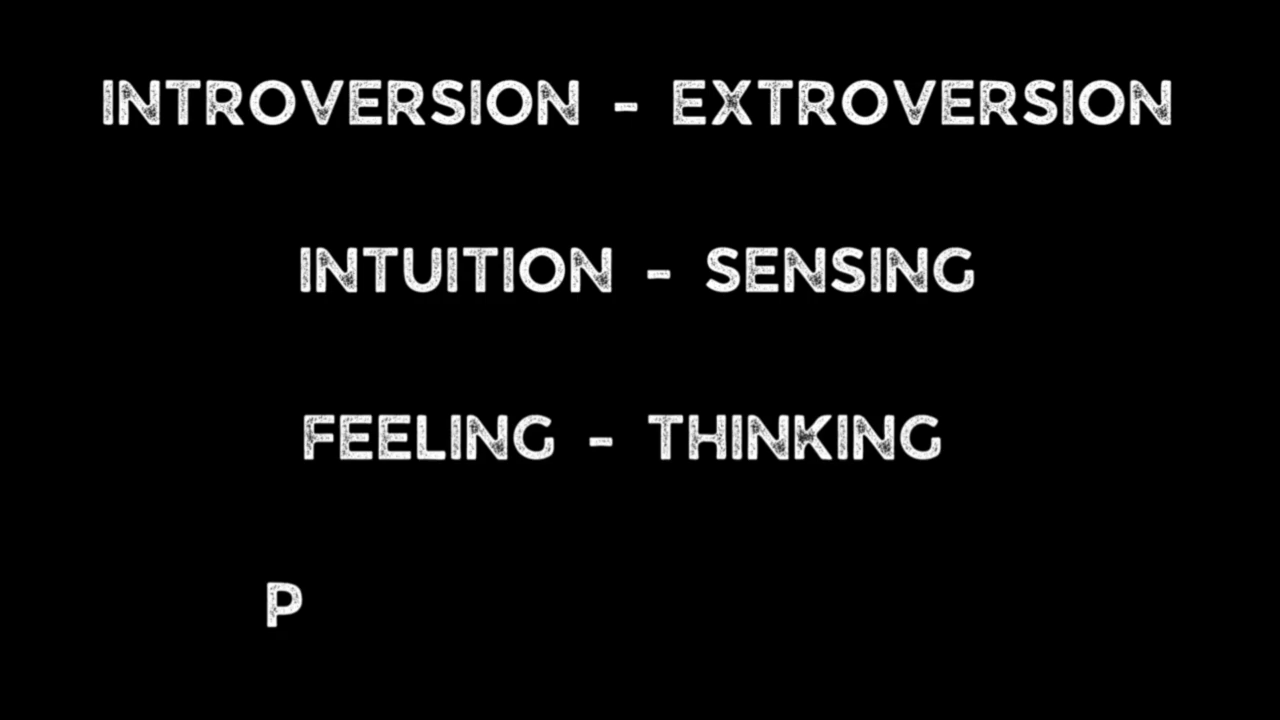 INTROVERSION - EXTROVERSION
INTUITION - SENSING
FEELING - THINKING
P